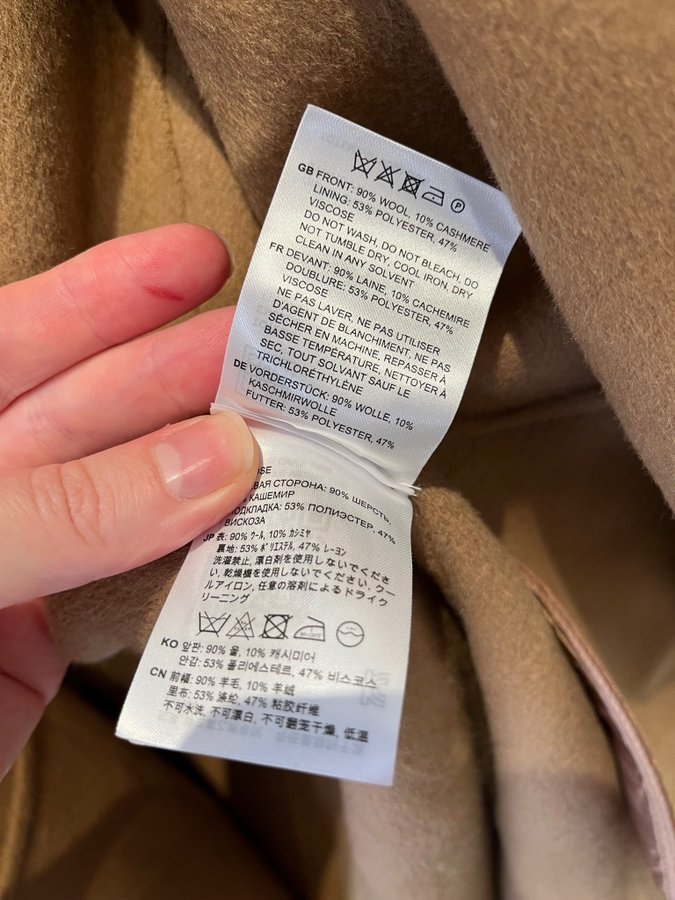 GB FRONT: 90% WOOL, 10% CASHMERE
LINING: 53% POLYESTER, 47%
VISCOSE
DO NOT WASH, DO NOT BLEACH, DO
NOT TUMBLE DRY, COOL IRON, DRY
CLEAN IN ANY SOLVENT
FR DEVANT: 90% LAINE, 10% CACHEMIRE
DOUBLURE: 53% POLYESTER, 47%
VISCOSE
NE PAS LAVER, NE PAS UTILISER
D'AGENT DE BLANCHIMENT, NE PAS
SÉCHER EN MACHINE, REPASSER À
BASSE TEMPÉRATURE, NETTOYER À
SEC, TOUT SOLVANT SAUF LE
TRICHLORÉTHYLÈNE
DE VORDERSTÜCK: 90% WOLLE, 10%
KASCHMIRWOLLE
FUTTER: 53% POLYESTER, 47%
СТОРОНА: 90% ШЕРСТЬ,
КАШЕМИР
ПОДКЛАДКА: 53% ПОЛИЭСТЕР, 47%
ВИСКОЗА
JP 表: 90% ウール, 10% カシミヤ
裏地: 53% ポリエステル, 47% レーヨン
洗濯禁止, 漂白剤を使用しないでくださ
い, 乾燥機を使用しないでください, クー
ルアイロン, 任意の溶剤によるドライク
リーニング
KO 앞판: 90% 울, 10% 캐시미어
안감: 53% 폴리에스테르, 47% 비스코스
CN 前幅: 90% 羊毛, 10% 羊绒
里布: 53% 涤纶, 47% 粘胶纤维
不可水洗, 不可漂白, 不可翻笼干燥, 低温